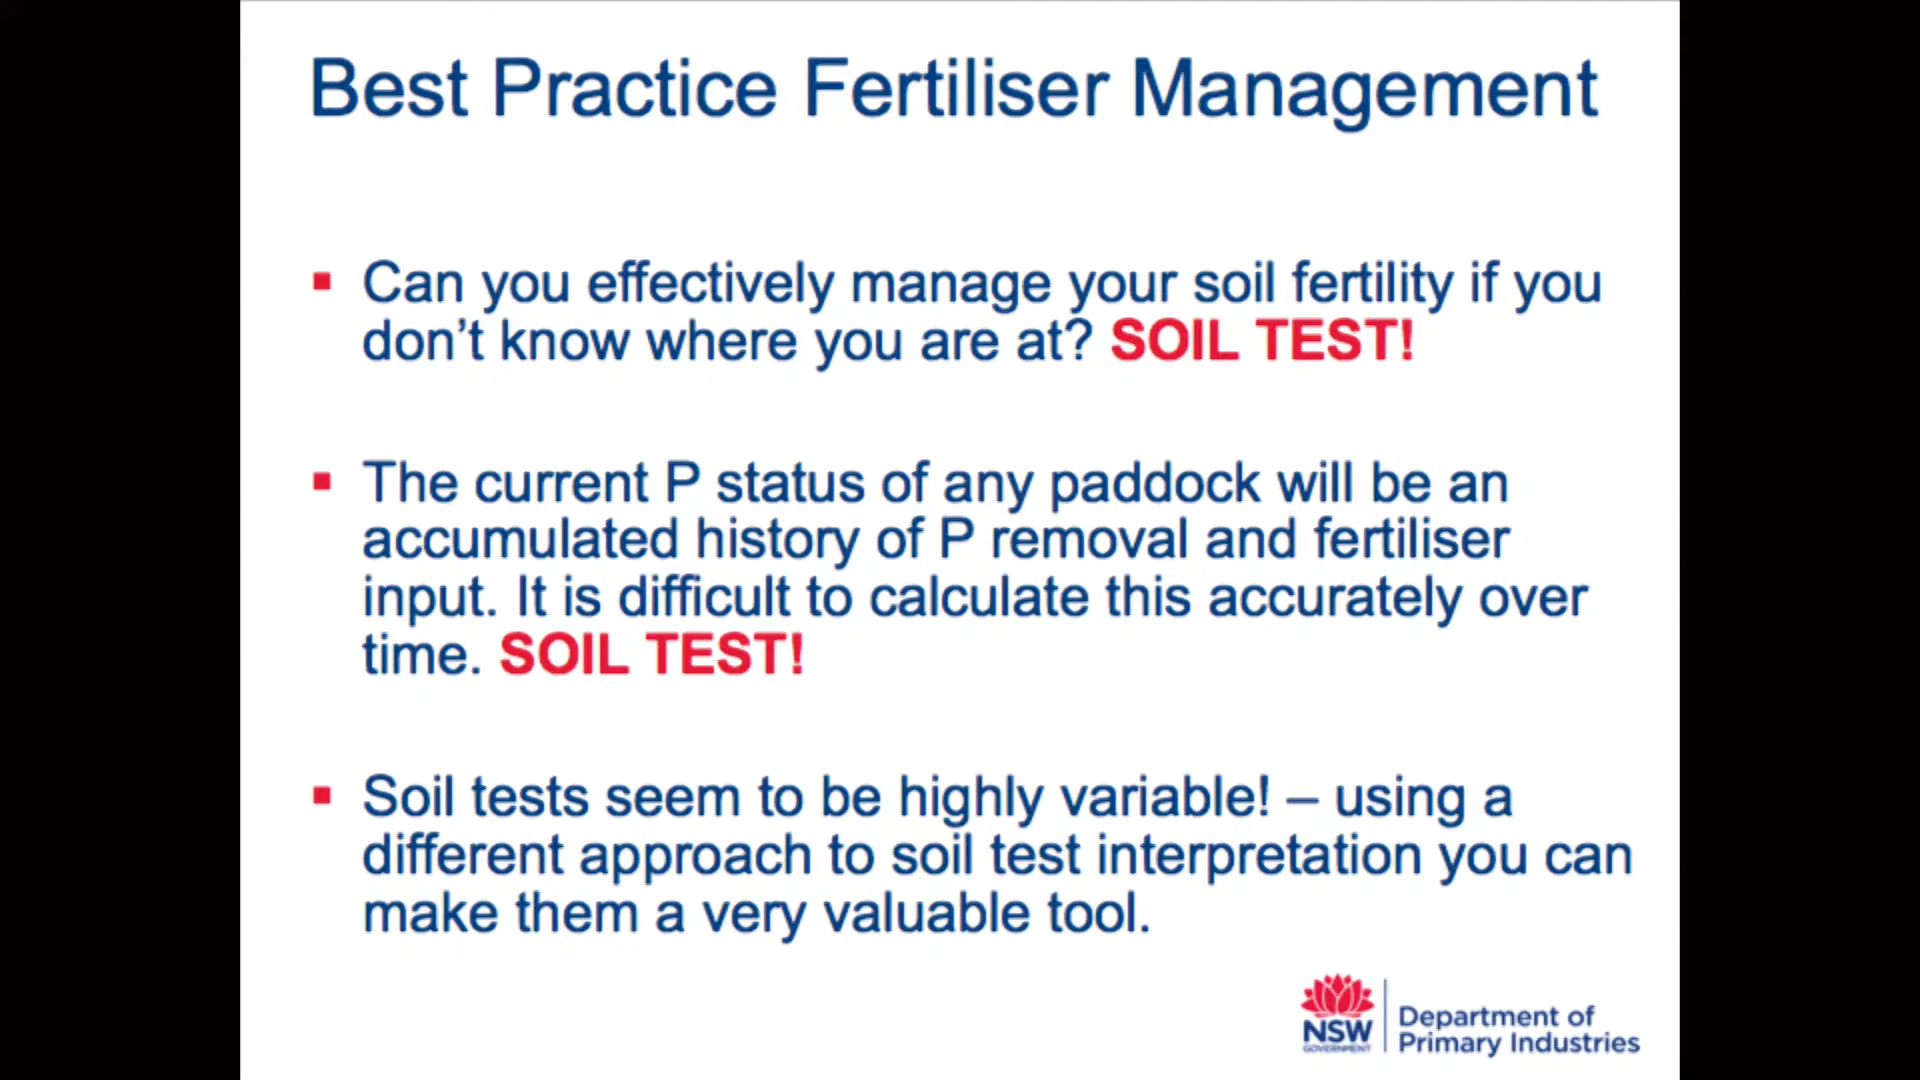 Best Practice Fertiliser Management
▪ Can you effectively manage your soil fertility if you
don’t know where you are at? SOIL TEST!
▪ The current P status of any paddock will be an
accumulated history of P removal and fertiliser
input. It is difficult to calculate this accurately over
time. SOIL TEST!
▪ Soil tests seem to be highly variable! – using a
different approach to soil test interpretation you can
make them a very valuable tool.
NSW
GOVERNMENT
Department of
Primary Industries